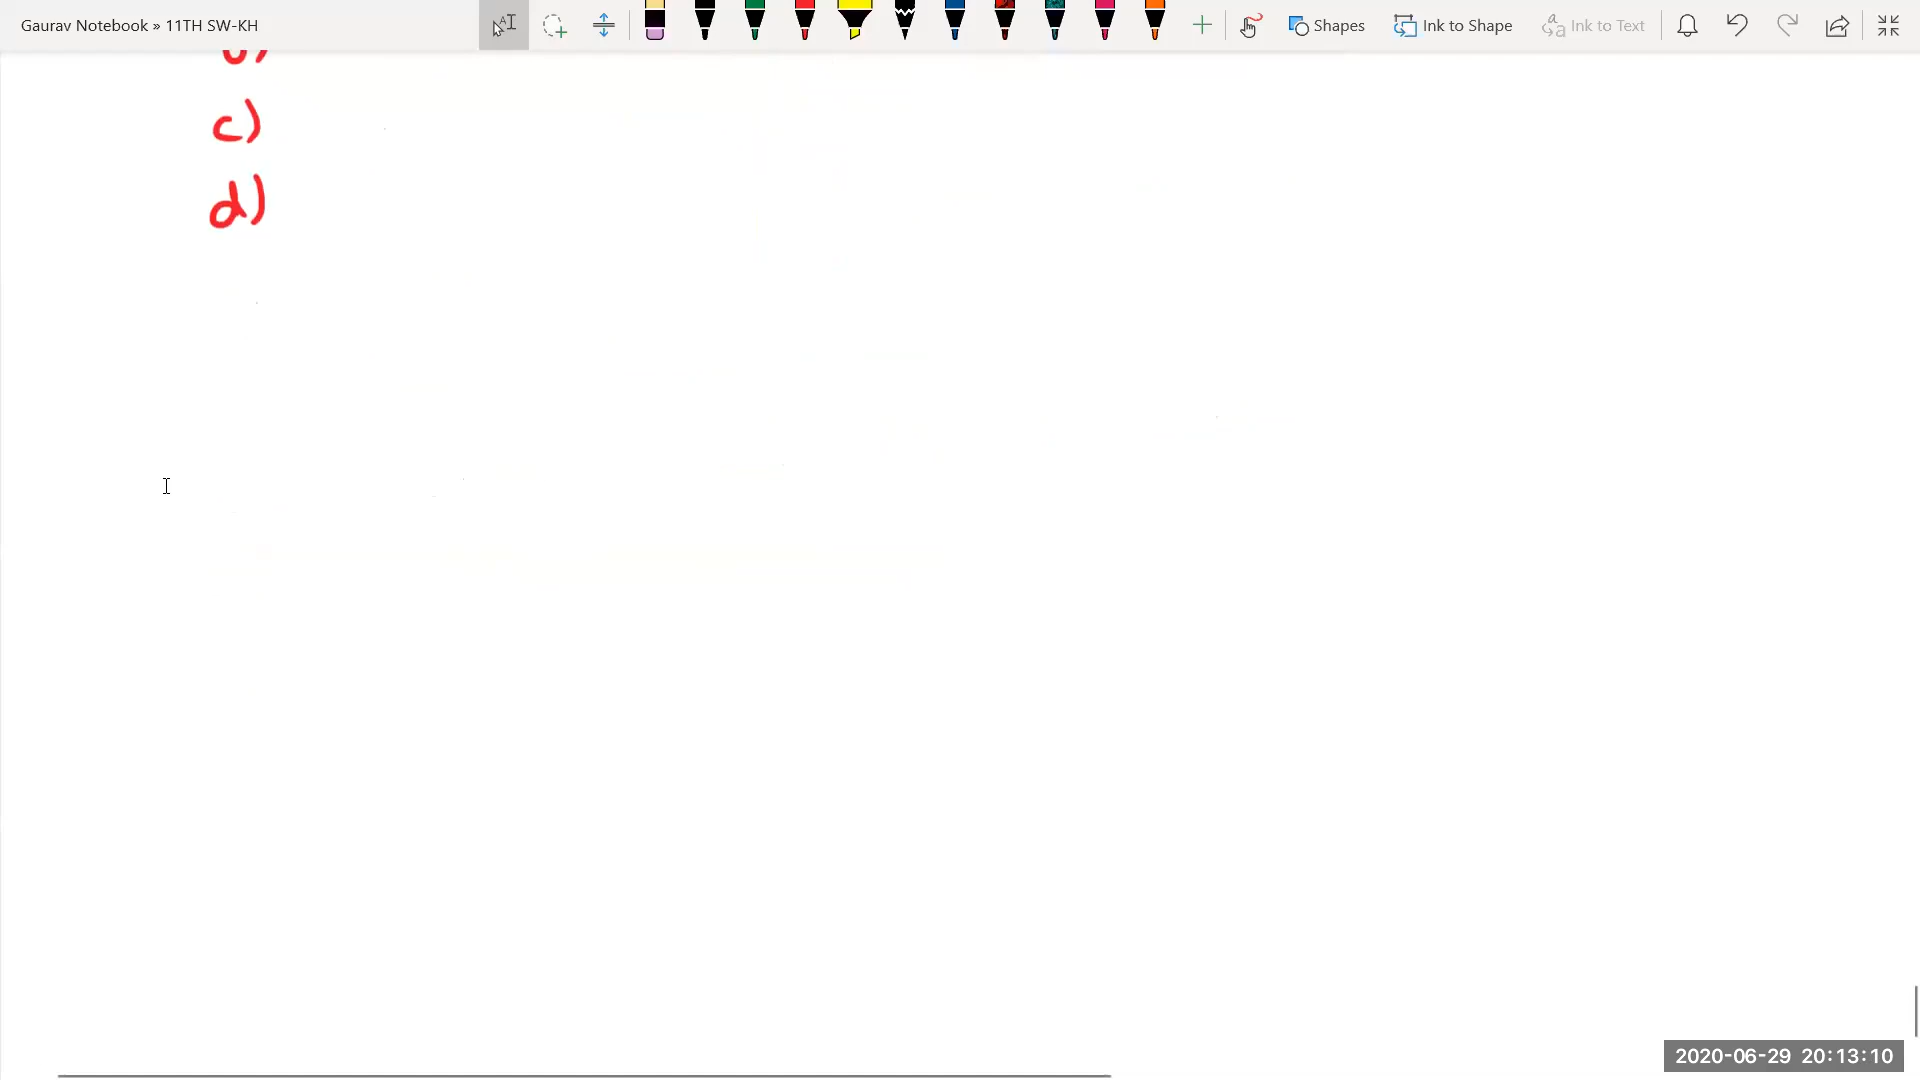 Gaurav Notebook » 11TH SW-KH
Shapes
Ink to Shape
Ink to Text
c)
d)
2020-06-29 20:13:10